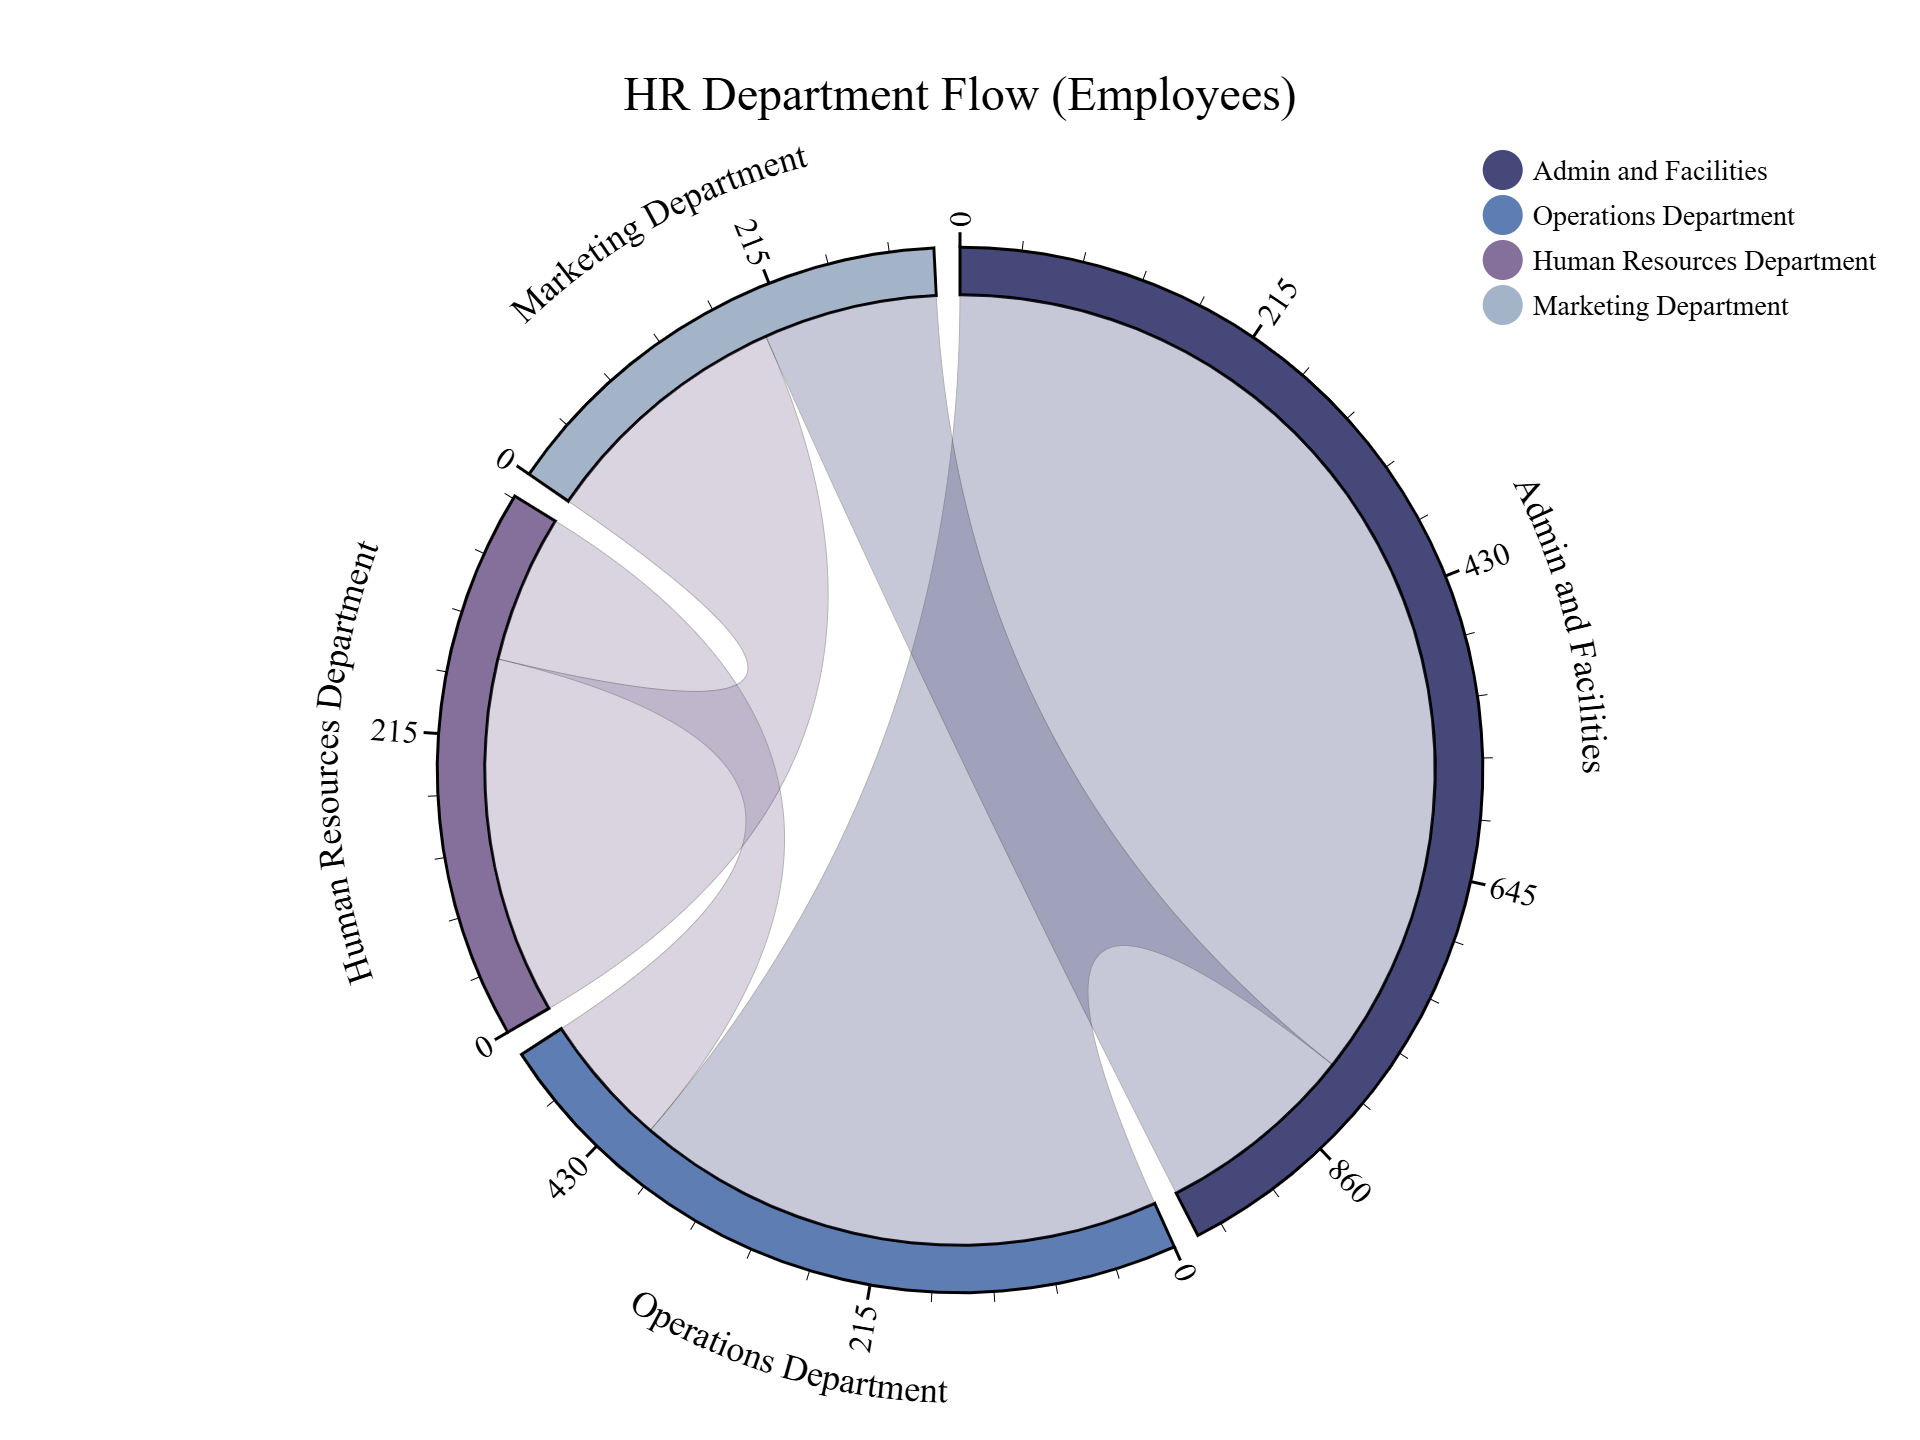 HR Department Flow (Employees)
Admin and Facilities
Operations Department
Human Resources Department
Marketing Department
0
215
430
645
860
Admin and Facilities
0
215
430
Operations Department
0
215
Human Resources Department
0
215
Marketing Department